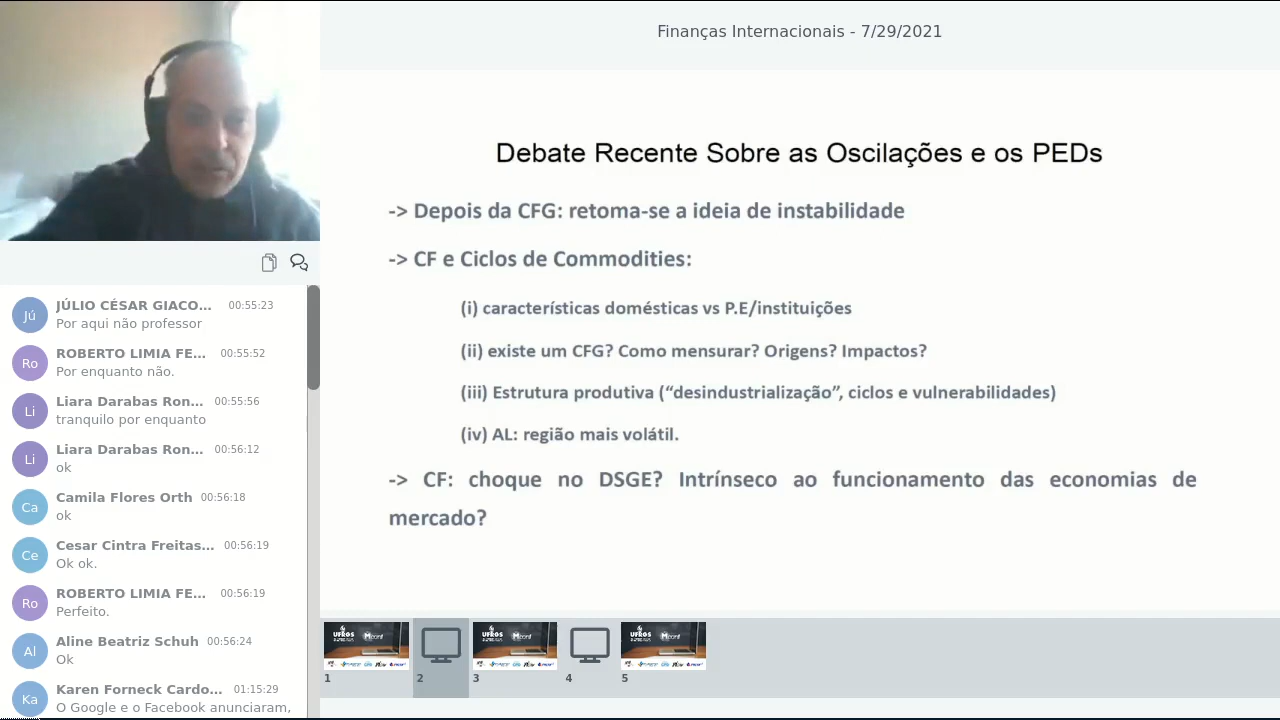 Finanças Internacionais - 7/29/2021
Debate Recente Sobre as Oscilações e os PEDs
-> Depois da CFG: retoma-se a ideia de instabilidade
-> CF e Ciclos de Commodities:
(i) características domésticas vs P.E/instituições
(ii) existe um CFG? Como mensurar? Origens? Impactos?
(iii) Estrutura produtiva (“desindustrialização”, ciclos e vulnerabilidades)
(iv) AL: região mais volátil.
-> CF: choque no DSGE? Intrínseco ao funcionamento das economias de
mercado?
Jú JÚLIO CÉSAR GIACO... 00:55:23
Por aqui não professor
Ro ROBERTO LIMIA FE... 00:55:52
Por enquanto não.
Li Liara Darabas Ron... 00:55:56
tranquilo por enquanto
Li Liara Darabas Ron... 00:56:12
ok
Ca Camila Flores Orth 00:56:18
ok
Ce Cesar Cintra Freitas... 00:56:19
Ok ok.
Ro ROBERTO LIMIA FE... 00:56:19
Perfeito.
Al Aline Beatriz Schuh 00:56:24
Ok
Ka Karen Forneck Cardo... 01:15:29
O Google e o Facebook anunciaram,
UFRGS Mconf
UFRGS Mconf
UFRGS Mconf
1 2 3 4 5